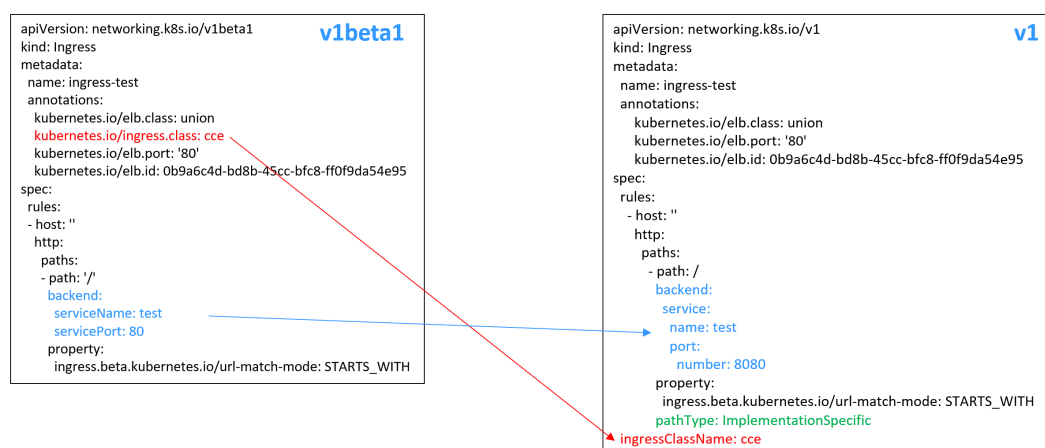 v1beta1
apiVersion: networking.k8s.io/v1beta1
kind: Ingress
metadata:
name: ingress-test
annotations:
kubernetes.io/elb.class: union
kubernetes.io/ingress.class: cce
kubernetes.io/elb.port: '80'
kubernetes.io/elb.id: 0b9a6c4d-bd8b-45cc-bfc8-ff0f9da54e95
spec:
rules:
- host: ''
http:
paths:
- path: '/'
backend:
serviceName: test
servicePort: 80
property:
ingress.beta.kubernetes.io/url-match-mode: STARTS_WITH
v1
apiVersion: networking.k8s.io/v1
kind: Ingress
metadata:
name: ingress-test
annotations:
kubernetes.io/elb.class: union
kubernetes.io/elb.port: '80'
kubernetes.io/elb.id: 0b9a6c4d-bd8b-45cc-bfc8-ff0f9da54e95
spec:
rules:
- host: ''
http:
paths:
- path: /
backend:
service:
name: test
port:
number: 8080
property:
ingress.beta.kubernetes.io/url-match-mode: STARTS_WITH
pathType: ImplementationSpecific
ingressClassName: cce